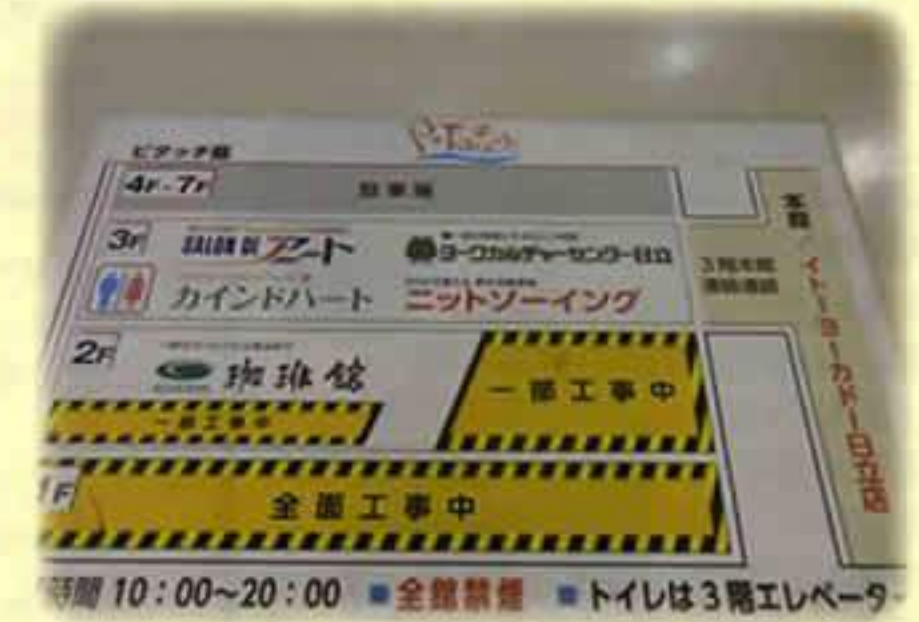 ピアッチ館
4F-7F 駐車場
3F SALON DE アート ヨークカルチャーセンター日立
カインドハート ニットソーイング
3階本館
連絡通路
本館/イトーヨーカドー日立店
2F 珈琲館
一部工事中
一部工事中
1F 全面工事中
時間 10:00~20:00 ■全館禁煙 ■トイレは3階エレベータ